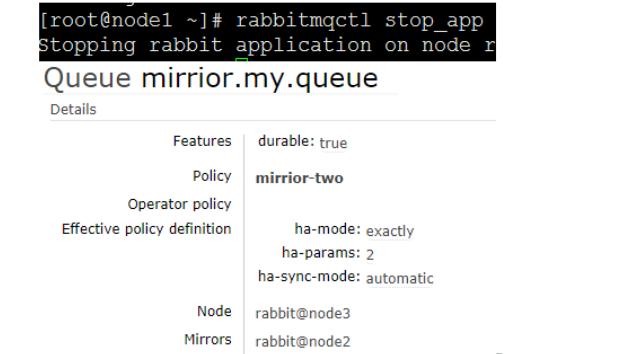 [root@node1 ~]# rabbitmqctl stop_app
Stopping rabbit application on node r
Queue mirrior.my.queue
Details
Features durable: true
Policy mirrior-two
Operator policy
Effective policy definition ha-mode: exactly
ha-params: 2
ha-sync-mode: automatic
Node rabbit@node3
Mirrors rabbit@node2